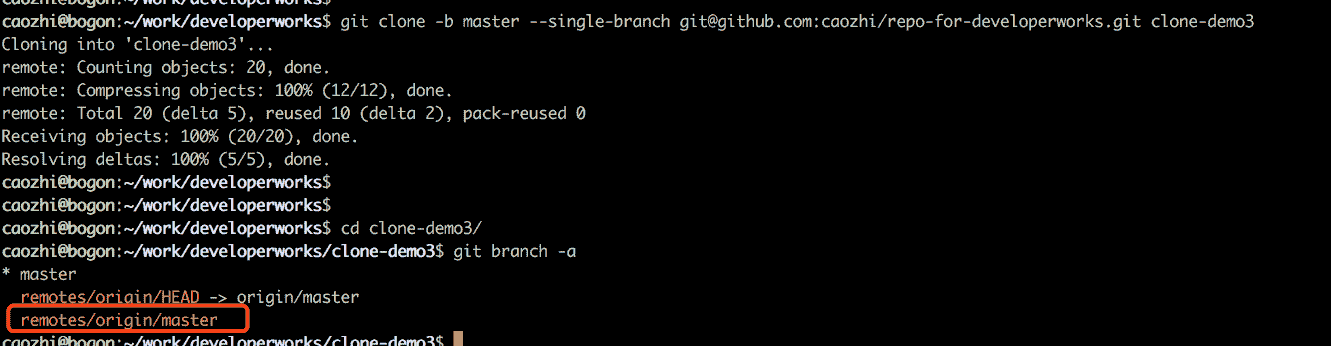 caozhi@bogon:~/work/developerworks$
caozhi@bogon:~/work/developerworks$ git clone -b master --single-branch git@github.com:caozhi/repo-for-developerworks.git clone-demo3
Cloning into 'clone-demo3'...
remote: Counting objects: 20, done.
remote: Compressing objects: 100% (12/12), done.
remote: Total 20 (delta 5), reused 10 (delta 2), pack-reused 0
Receiving objects: 100% (20/20), done.
Resolving deltas: 100% (5/5), done.
caozhi@bogon:~/work/developerworks$
caozhi@bogon:~/work/developerworks$
caozhi@bogon:~/work/developerworks$ cd clone-demo3/
caozhi@bogon:~/work/developerworks/clone-demo3$ git branch -a
* master
remotes/origin/HEAD -> origin/master
remotes/origin/master
caozhi@bogon:~/work/developerworks/clone-demo3$